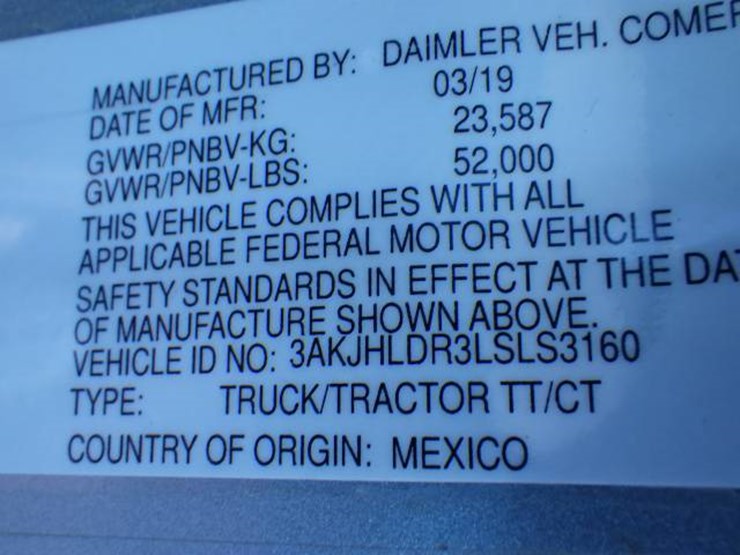 MANUFACTURED BY: DAIMLER VEH. COMER
DATE OF MFR: 03/19
GVWR/PNBV-KG: 23,587
GVWR/PNBV-LBS: 52,000
THIS VEHICLE COMPLIES WITH ALL
APPLICABLE FEDERAL MOTOR VEHICLE
SAFETY STANDARDS IN EFFECT AT THE DA
OF MANUFACTURE SHOWN ABOVE.
VEHICLE ID NO: 3AKJHLDR3LSLS3160
TYPE: TRUCK/TRACTOR TT/CT
COUNTRY OF ORIGIN: MEXICO